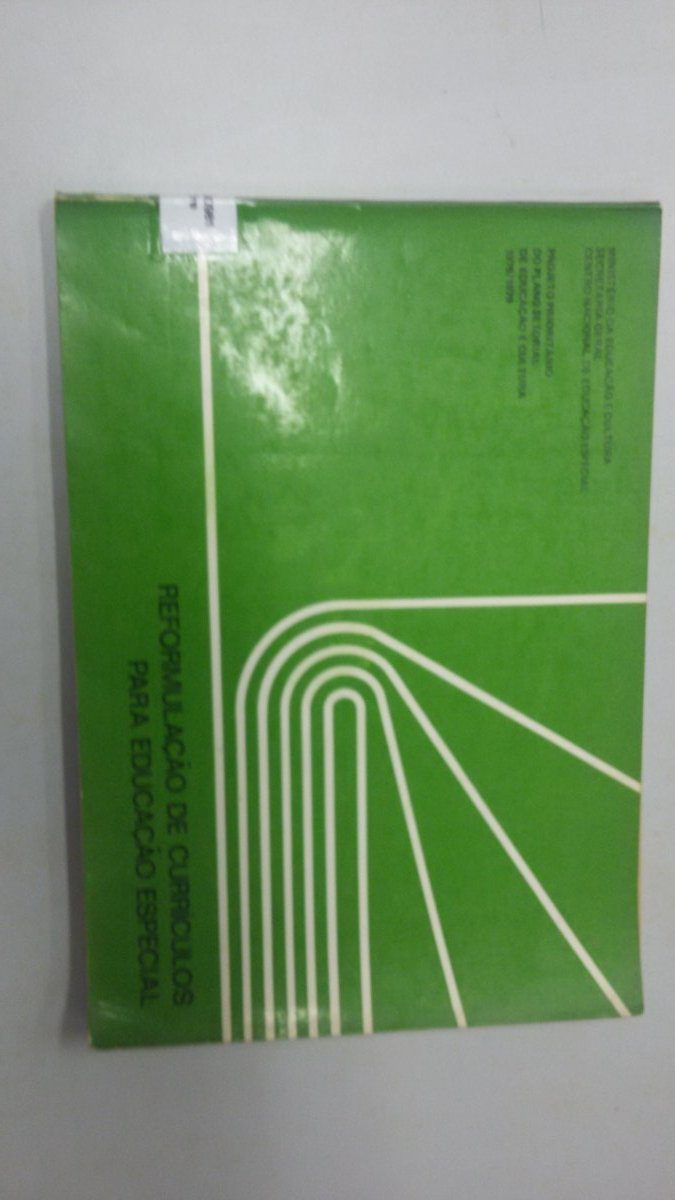 MINISTÉRIO DA EDUCAÇÃO E CULTURA
SECRETARIA GERAL
CENTRO NACIONAL DE EDUCAÇÃO ESPECIAL
PROJETO PRIORITÁRIO
DO PLANO SETORIAL
DE EDUCAÇÃO E CULTURA
REFORMULAÇÃO DE CURRÍCULOS
PARA EDUCAÇÃO ESPECIAL